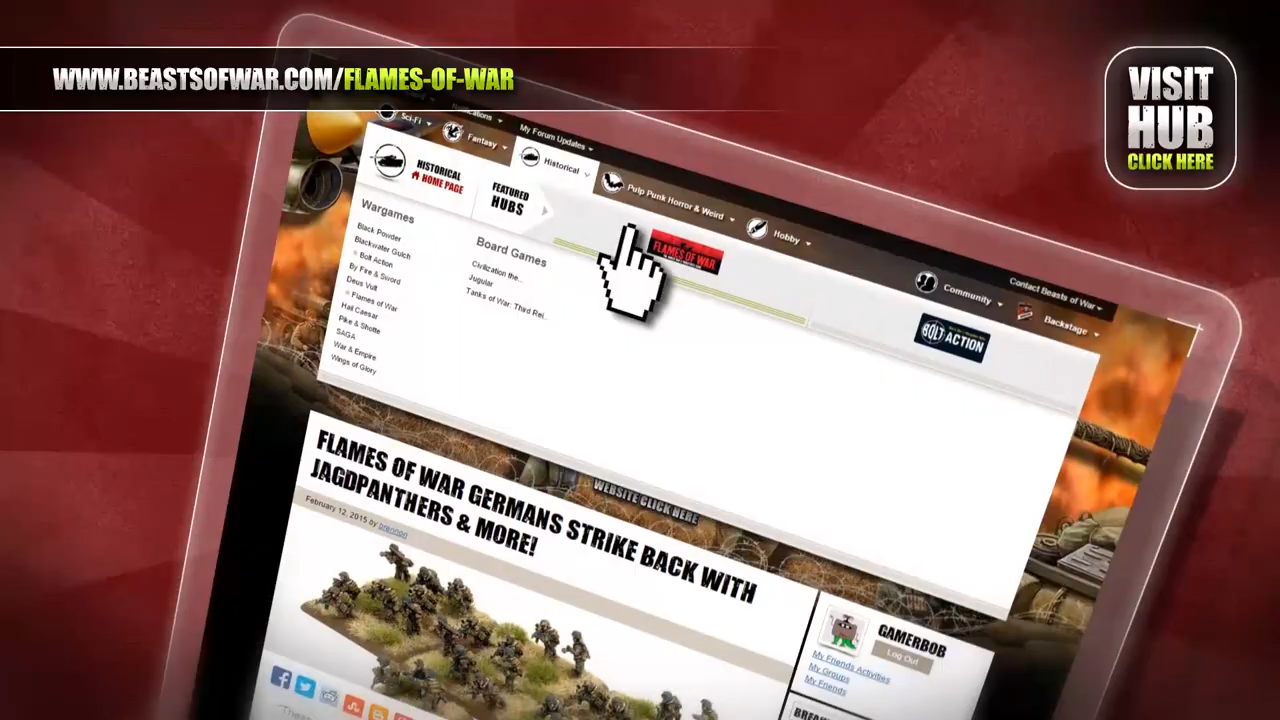 WWW.BEASTSOFWAR.COM/FLAMES-OF-WAR
VISIT
HUB
CLICK HERE
My Forum Updates
Contact Beasts of War
Sci-Fi
Fantasy
Historical
Pulp Punk Horror & Weird
Hobby
Community
Backstage
HISTORICAL
HOME PAGE
FEATURED
HUBS
FLAMES OF WAR
BOLT ACTION
Wargames
Black Powder
Blackwater Gulch
Bolt Action
By Fire & Sword
Deus Vult
Flames of War
Hail Caesar
Pike & Shotte
SAGA
War & Empire
Wings of Glory
Board Games
Civilization the...
Jugular
Tanks of War: Third Rei...
WEBSITE CLICK HERE
FLAMES OF WAR GERMANS STRIKE BACK WITH
JAGDPANTHERS & MORE!
February 12, 2015 by brennon
GAMERBOB
Log Out
My Friends Activities
My Groups
My Friends